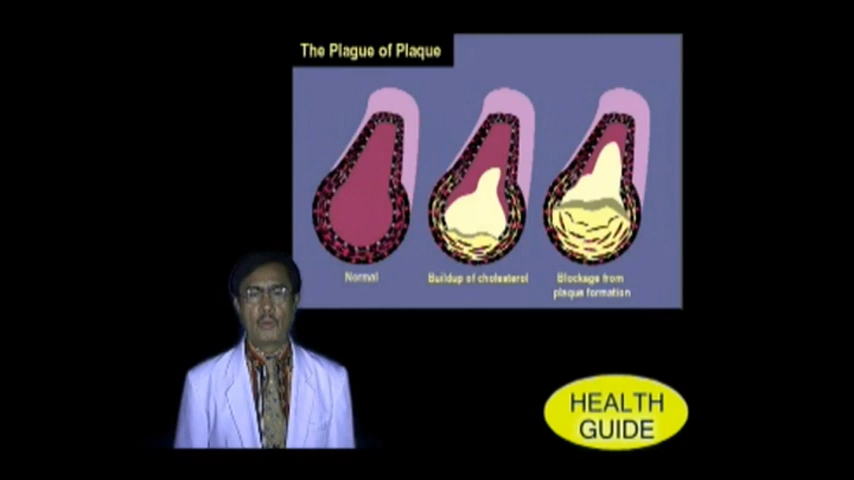 The Plague of Plaque
Normal
Buildup of cholesterol
Blockage from
plaque formation
HEALTH
GUIDE